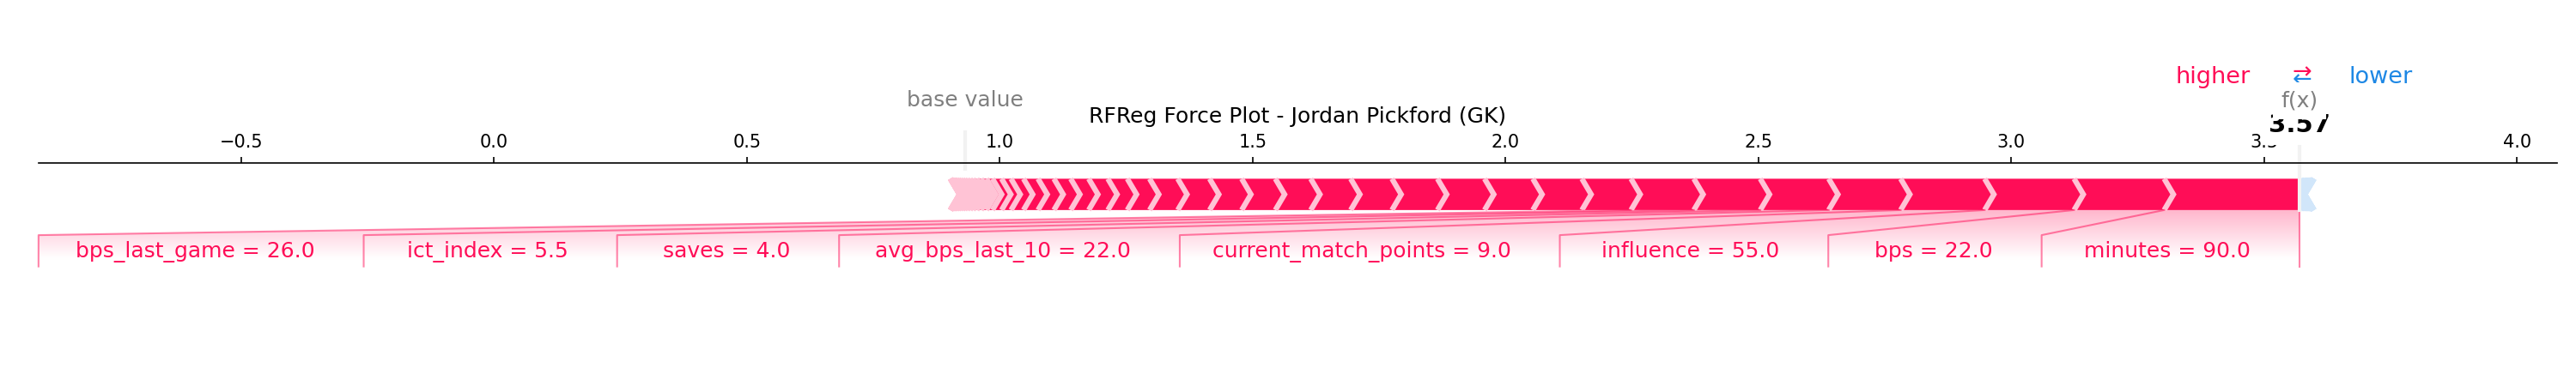 higher ⇄ lower
base value f(x)
RFReg Force Plot - Jordan Pickford (GK)
3.57
−0.5 0.0 0.5 1.0 1.5 2.0 2.5 3.0 3.5 4.0
bps_last_game = 26.0 ict_index = 5.5 saves = 4.0 avg_bps_last_10 = 22.0 current_match_points = 9.0 influence = 55.0 bps = 22.0 minutes = 90.0